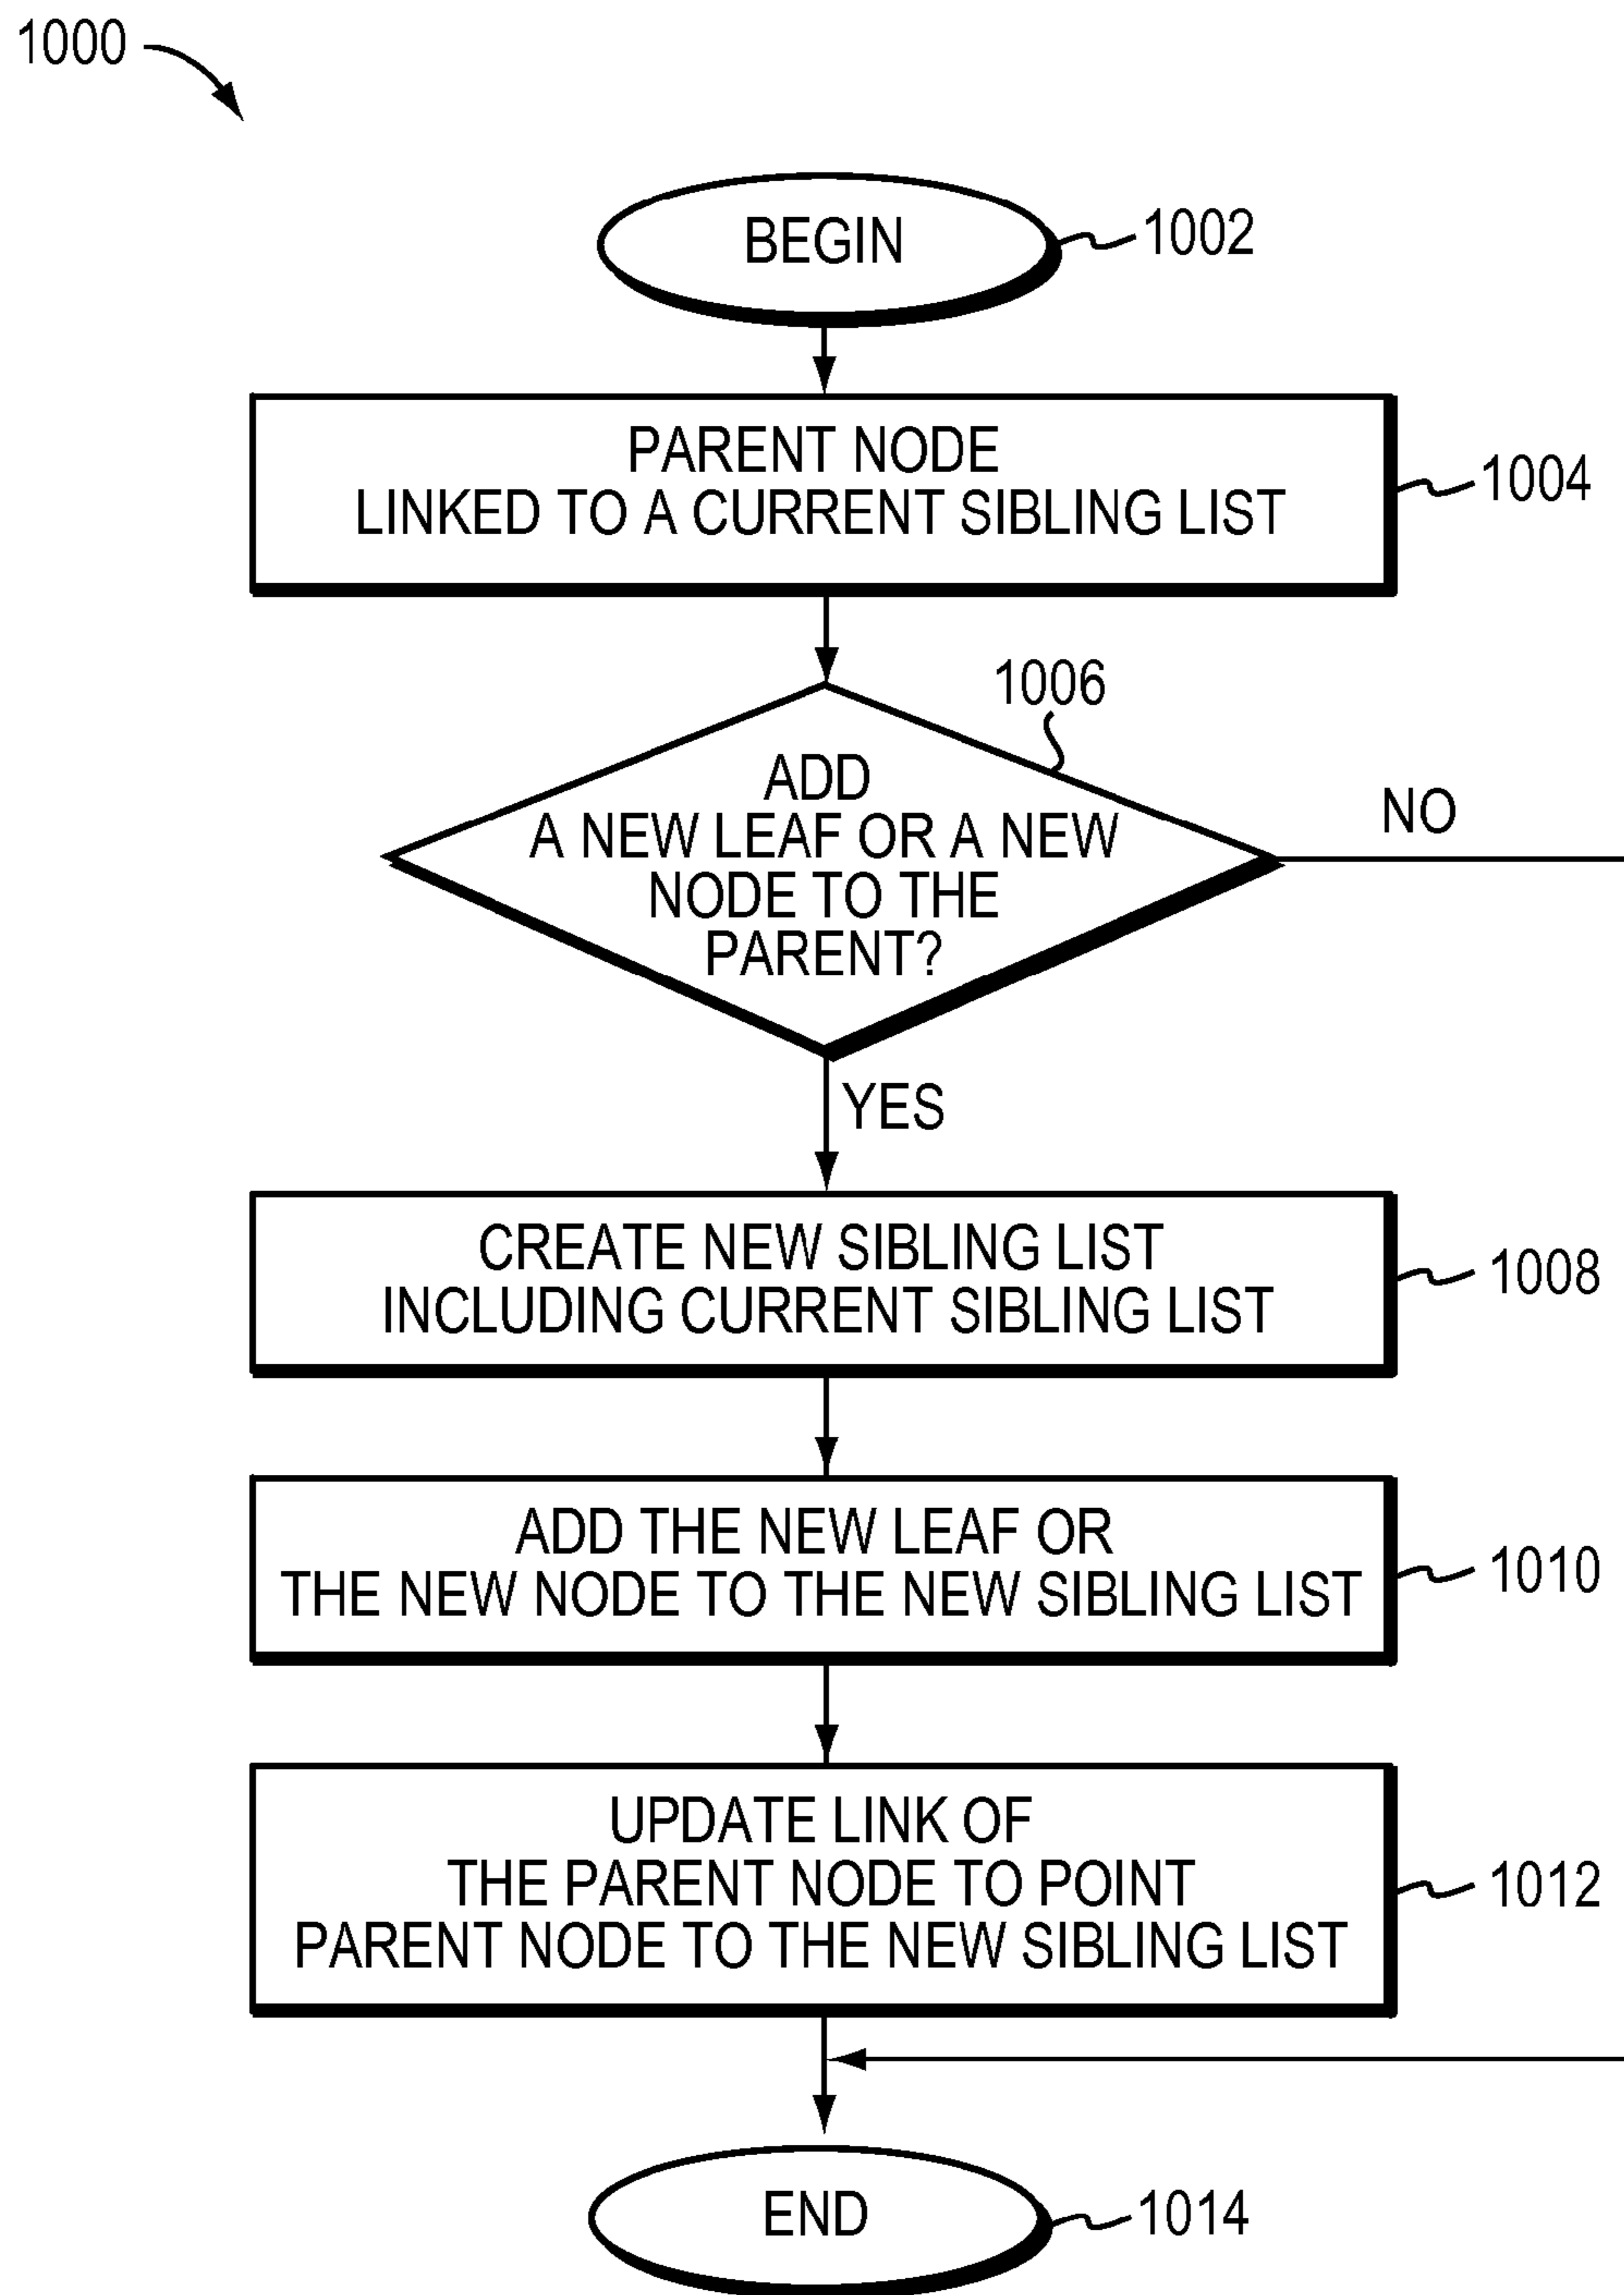 1000
BEGIN
1002
PARENT NODE
LINKED TO A CURRENT SIBLING LIST
1004
1006
ADD
A NEW LEAF OR A NEW
NODE TO THE
PARENT?
NO
YES
CREATE NEW SIBLING LIST
INCLUDING CURRENT SIBLING LIST
1008
ADD THE NEW LEAF OR
THE NEW NODE TO THE NEW SIBLING LIST
1010
UPDATE LINK OF
THE PARENT NODE TO POINT
PARENT NODE TO THE NEW SIBLING LIST
1012
END
1014